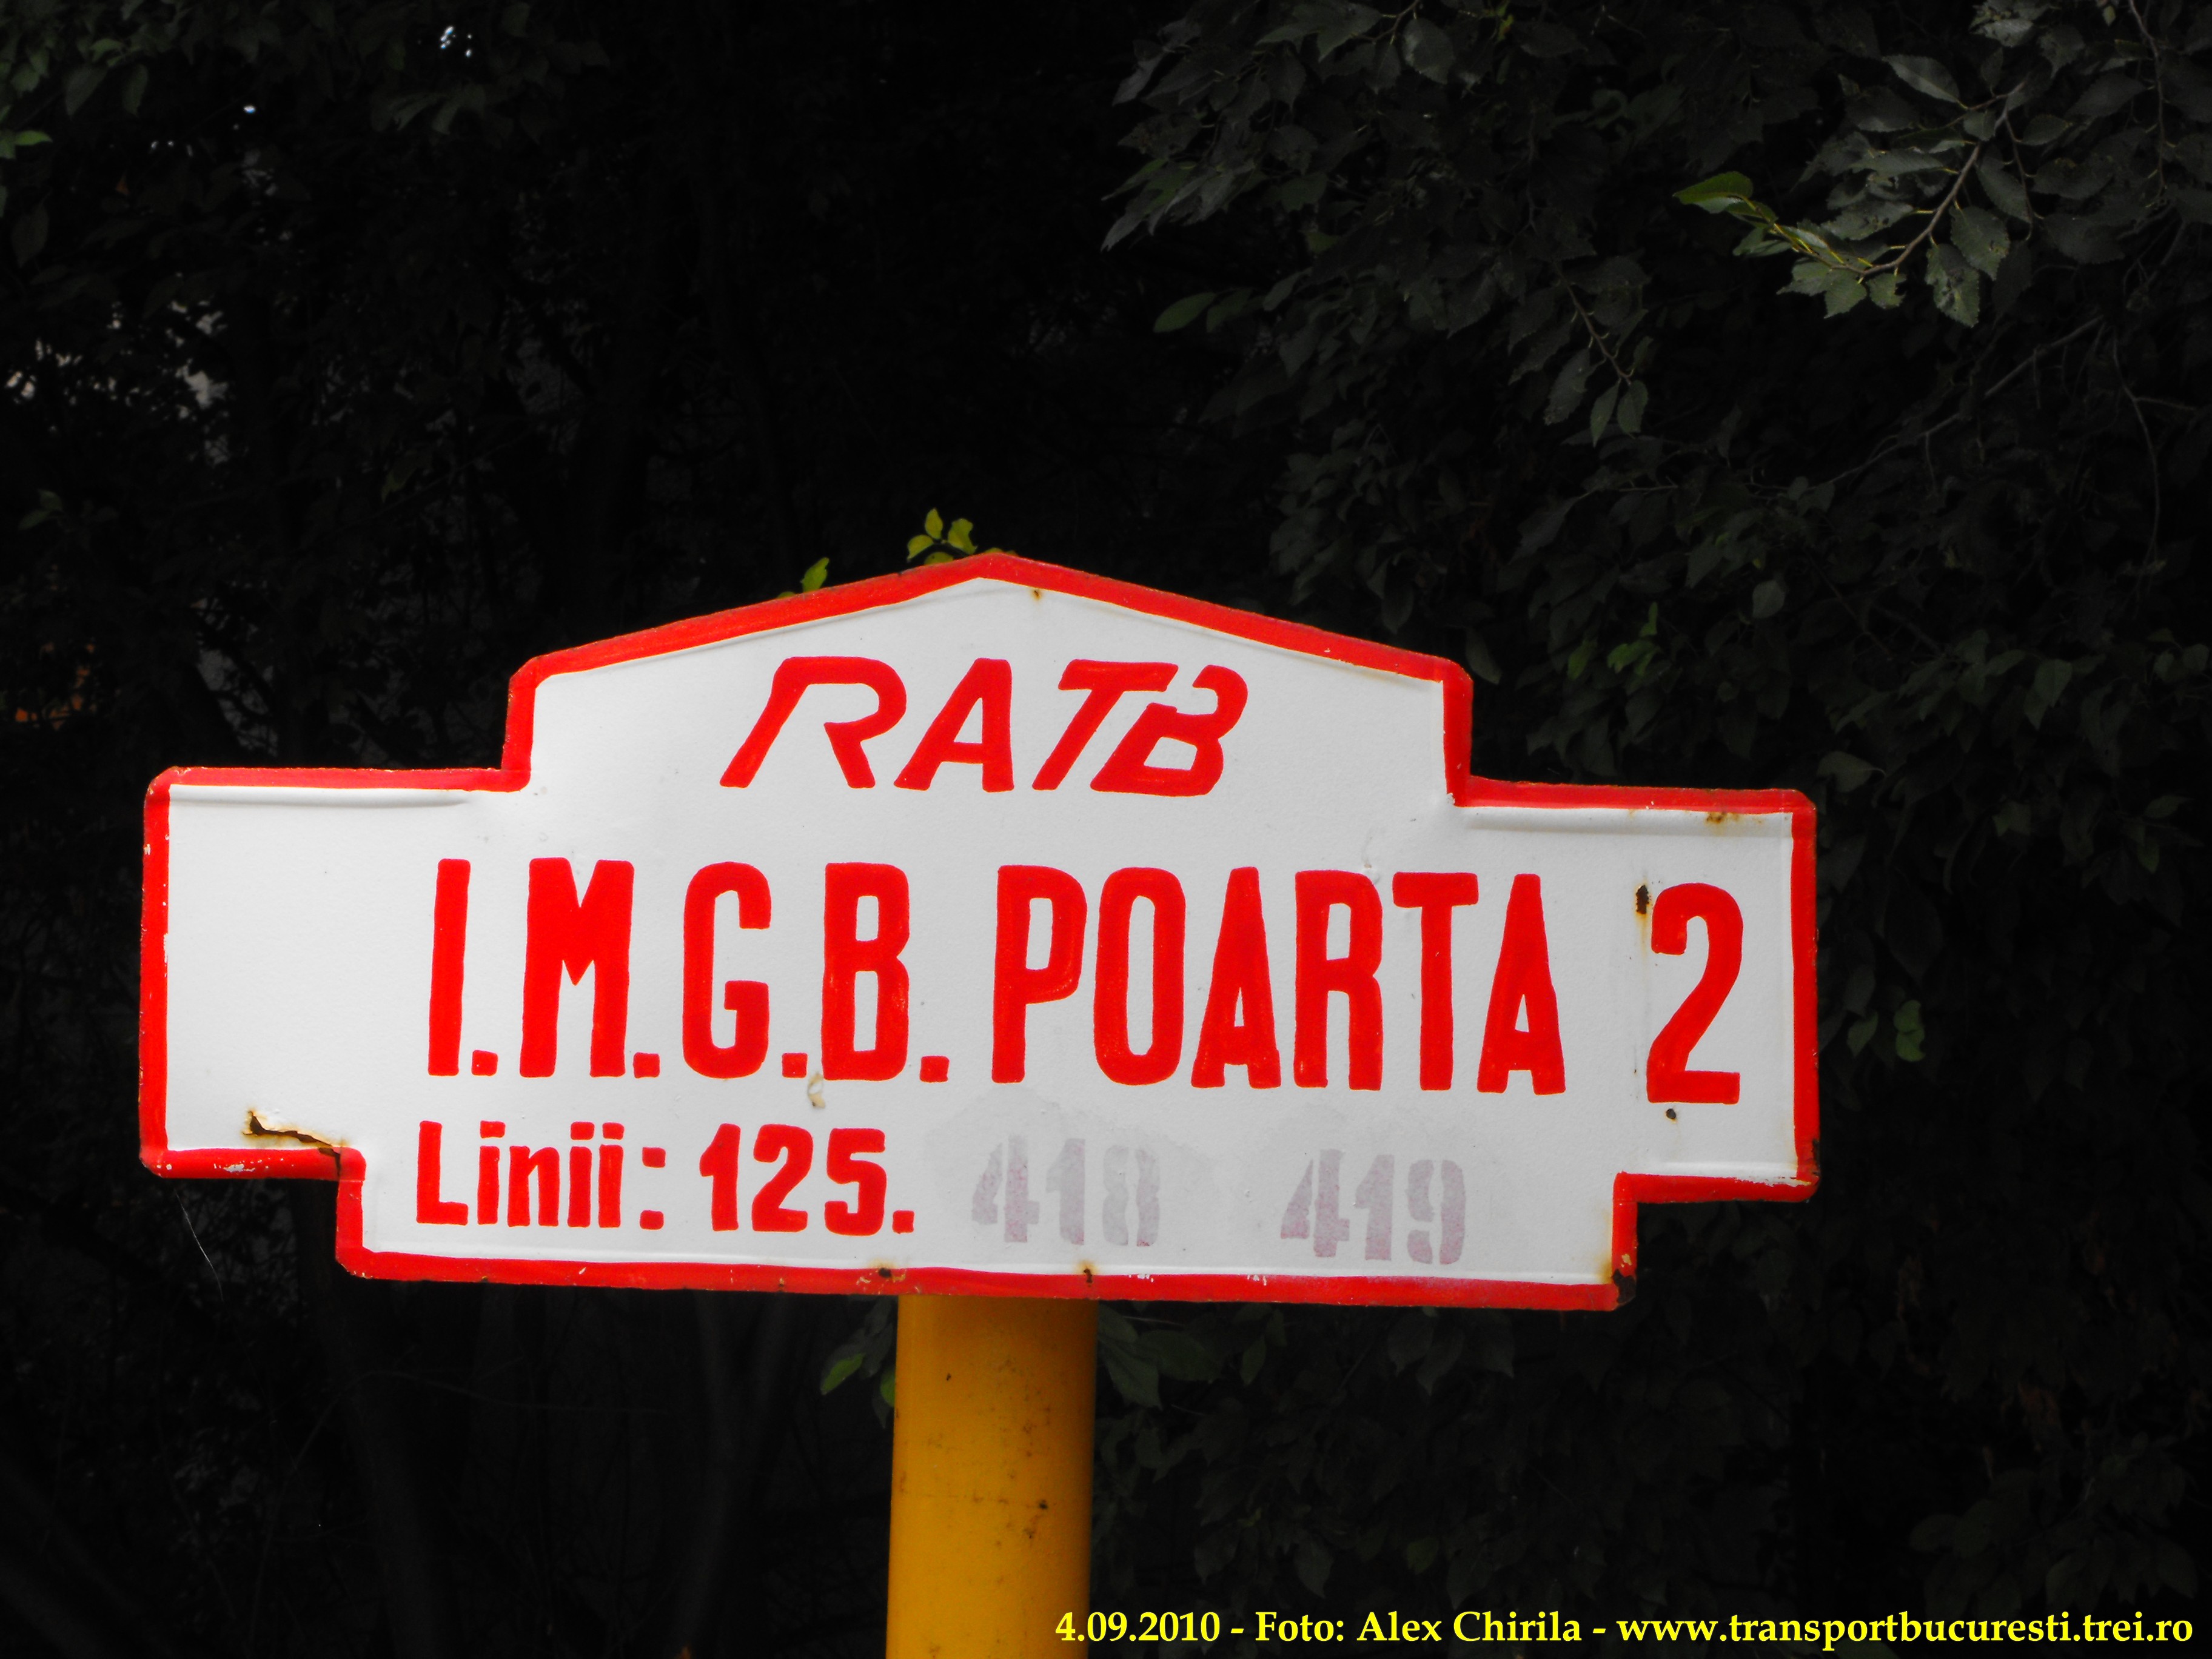 RATB
I.M.G.B. POARTA 2
Linii: 125. 418 419
4.09.2010 - Foto: Alex Chirila - www.transportbucuresti.trei.ro